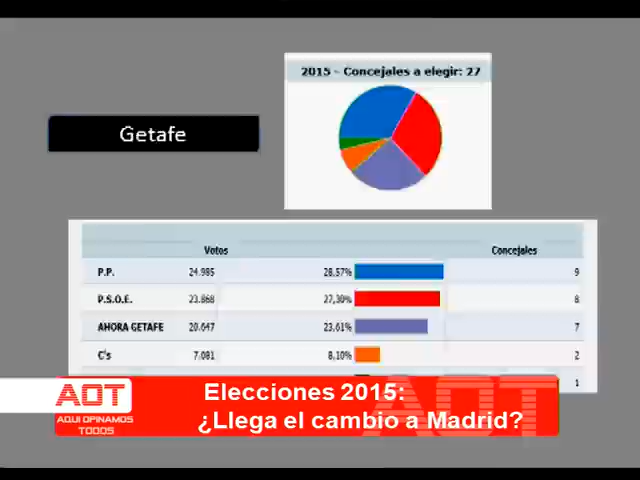 2015 - Concejales a elegir: 27
Getafe
Votos Concejales
P.P. 24.985 28,57% 9
P.S.O.E. 23.868 27,30% 8
AHORA GETAFE 20.647 23,61% 7
C's 7.081 8,10% 2
1
AOT
AQUI OPINAMOS
TODOS
Elecciones 2015:
¿Llega el cambio a Madrid?
AOT